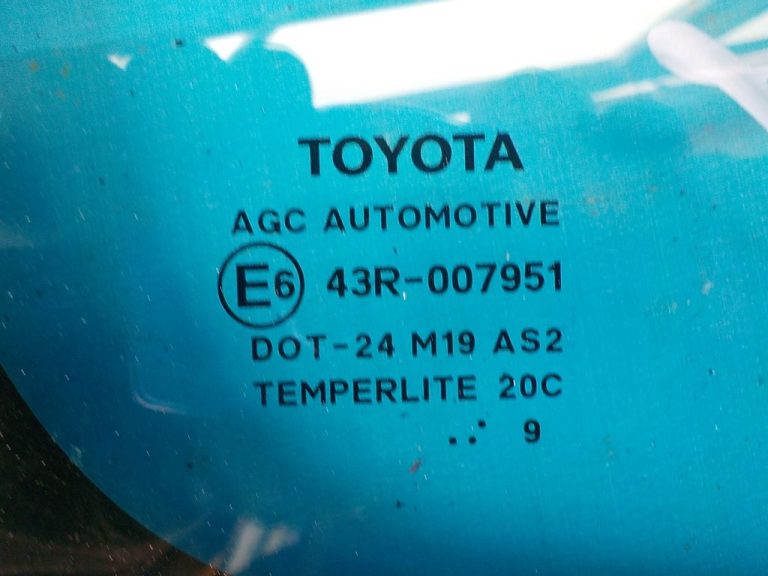 TOYOTA
AGC AUTOMOTIVE
E6 43R-007951
DOT-24 M19 AS2
TEMPERLITE 20C
..· 9